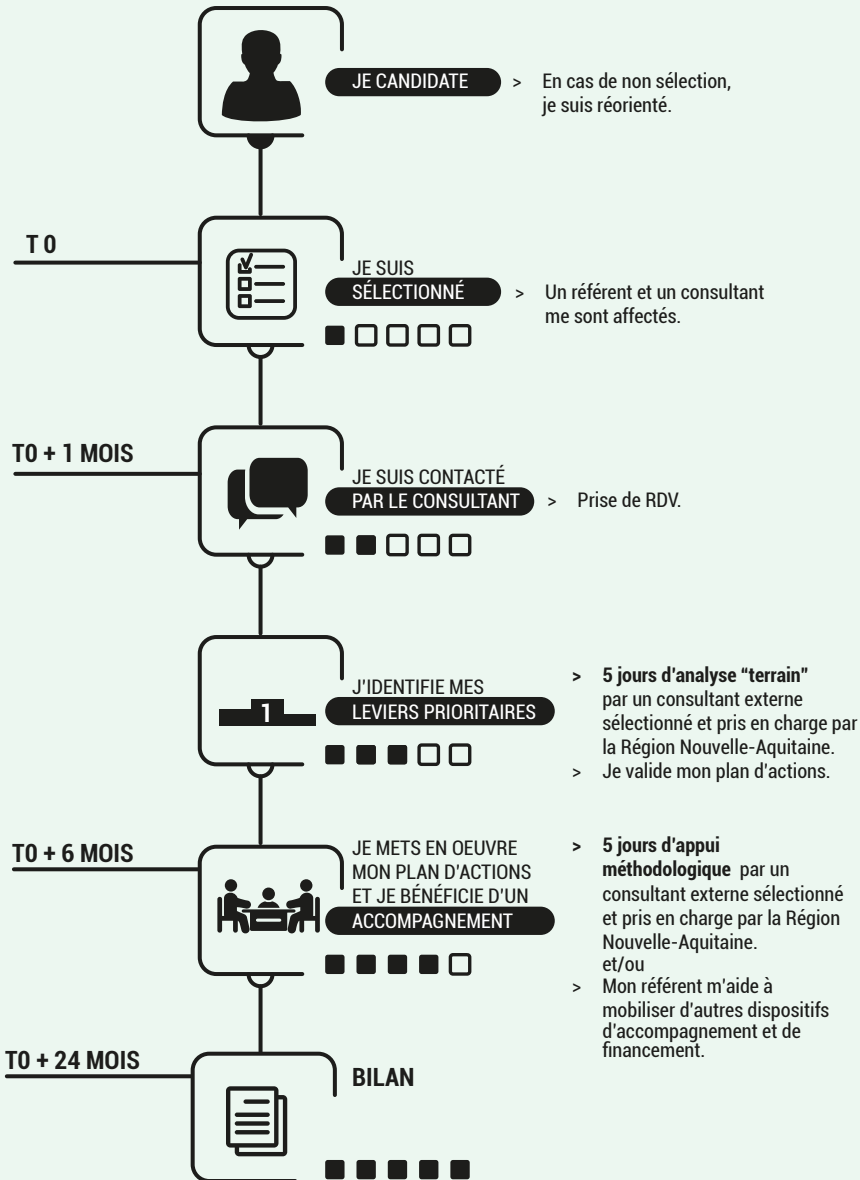 JE CANDIDATE
> En cas de non sélection,
je suis réorienté.
T 0
JE SUIS
SÉLECTIONNÉ
> Un référent et un consultant
me sont affectés.
T0 + 1 MOIS
JE SUIS CONTACTÉ
PAR LE CONSULTANT
> Prise de RDV.
1
J'IDENTIFIE MES
LEVIERS PRIORITAIRES
> 5 jours d'analyse “terrain”
par un consultant externe
sélectionné et pris en charge par
la Région Nouvelle-Aquitaine.
> Je valide mon plan d'actions.
T0 + 6 MOIS
JE METS EN OEUVRE
MON PLAN D'ACTIONS
ET JE BÉNÉFICIE D'UN
ACCOMPAGNEMENT
> 5 jours d'appui
méthodologique par un
consultant externe sélectionné
et pris en charge par la Région
Nouvelle-Aquitaine.
et/ou
> Mon référent m'aide à
mobiliser d'autres dispositifs
d'accompagnement et de
financement.
T0 + 24 MOIS
BILAN